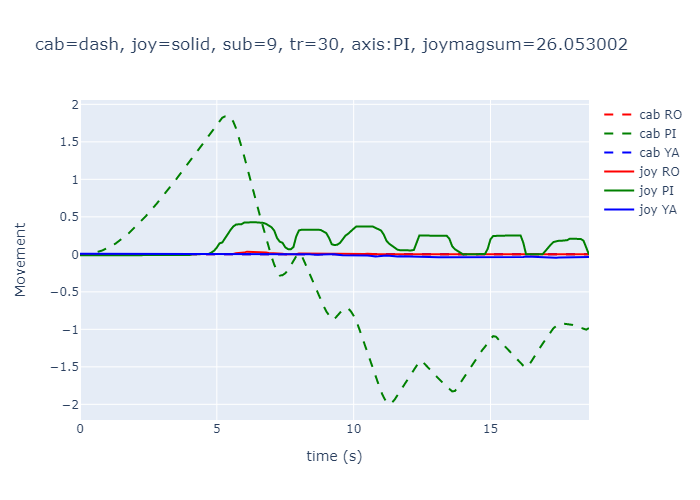 cab=dash, joy=solid, sub=9, tr=30, axis:PI, joymagsum=26.053002
2
1.5
1
0.5
0
−0.5
−1
−1.5
−2
0 5 10 15
time (s)
Movement
cab RO
cab PI
cab YA
joy RO
joy PI
joy YA